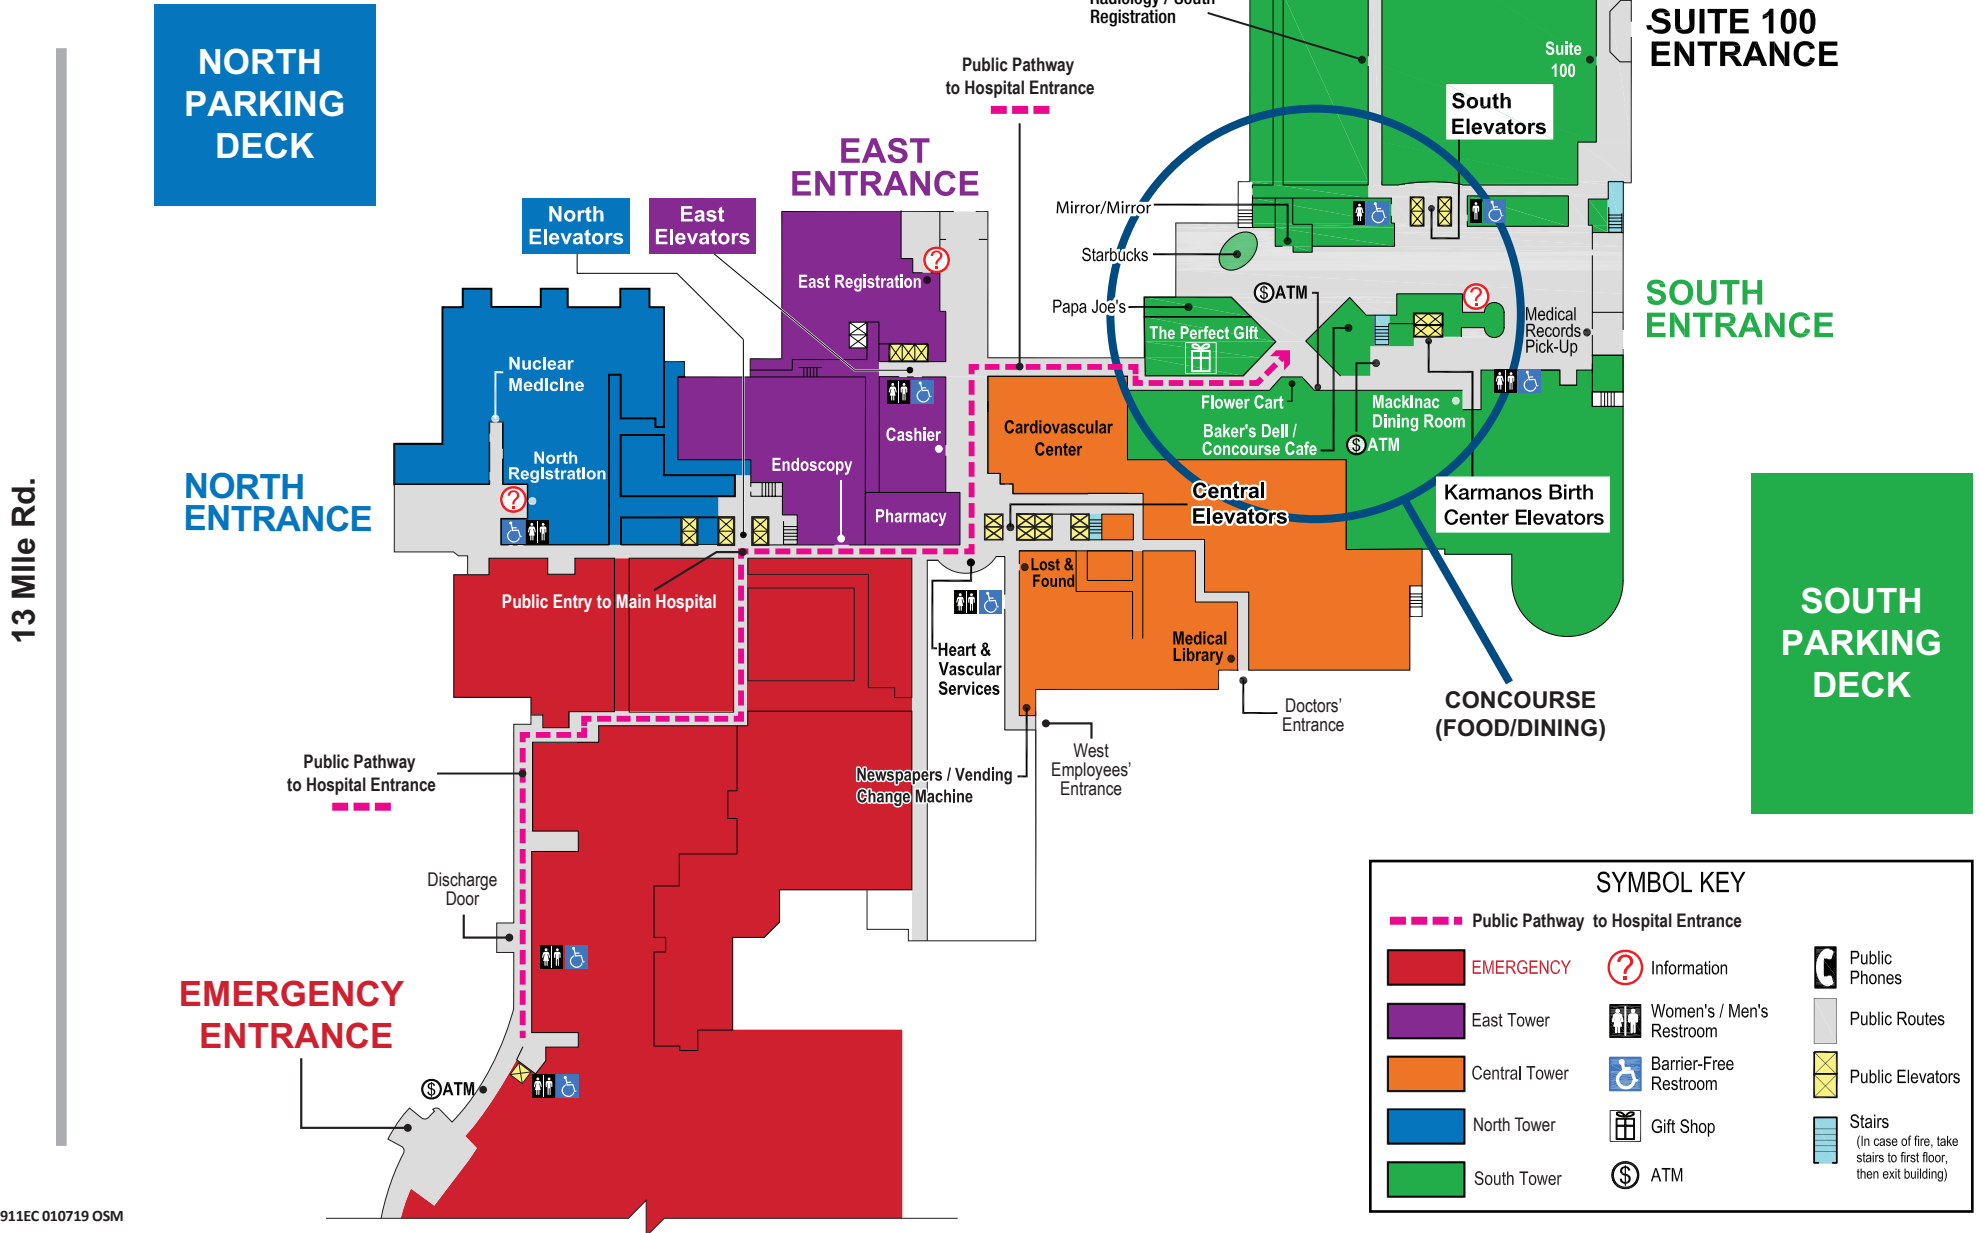 Radiology / South
Registration
SUITE 100
ENTRANCE
NORTH
PARKING
DECK
Suite
100
Public Pathway
to Hospital Entrance
South
Elevators
EAST
ENTRANCE
North
Elevators
East
Elevators
Mirror/Mirror
Starbucks
East Registration
?
Papa Joe's
$ ATM
?
SOUTH
ENTRANCE
Medical
Records
Pick-Up
The Perfect GIft
Nuclear
MedicIne
Flower Cart
MackInac
Dining Room
Cashier
Cardiovascular
Center
Baker's Dell /
Concourse Cafe
$ ATM
North
RegIstration
?
Endoscopy
NORTH
ENTRANCE
13 MIle Rd.
Pharmacy
Central
Elevators
Karmanos Birth
Center Elevators
Lost &
Found
Public Entry to Main Hospital
SOUTH
PARKING
DECK
Heart &
Vascular
Services
Medical
Library
CONCOURSE
(FOOD/DINING)
Doctors'
Entrance
West
Employees'
Entrance
Newspapers / Vending
Change Machine
Public Pathway
to Hospital Entrance
Discharge
Door
EMERGENCY
ENTRANCE
$ ATM
SYMBOL KEY
Public Pathway to Hospital Entrance
EMERGENCY
East Tower
Central Tower
North Tower
South Tower
? Information
Women's / Men's
Restroom
Barrier-Free
Restroom
Gift Shop
$ ATM
Public
Phones
Public Routes
Public Elevators
Stairs
(In case of fire, take
stairs to first floor,
then exit building)
911EC 010719 OSM